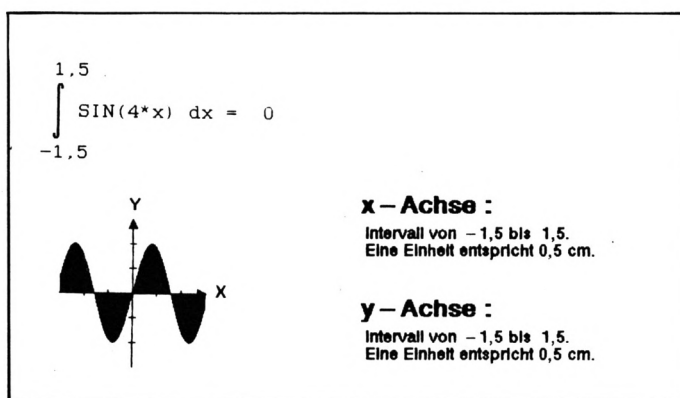 1,5
∫ SIN(4*x) dx = 0
-1,5
Y
X
x – Achse :
Intervall von – 1,5 bis 1,5.
Eine Einheit entspricht 0,5 cm.
y – Achse :
Intervall von – 1,5 bis 1,5.
Eine Einheit entspricht 0,5 cm.